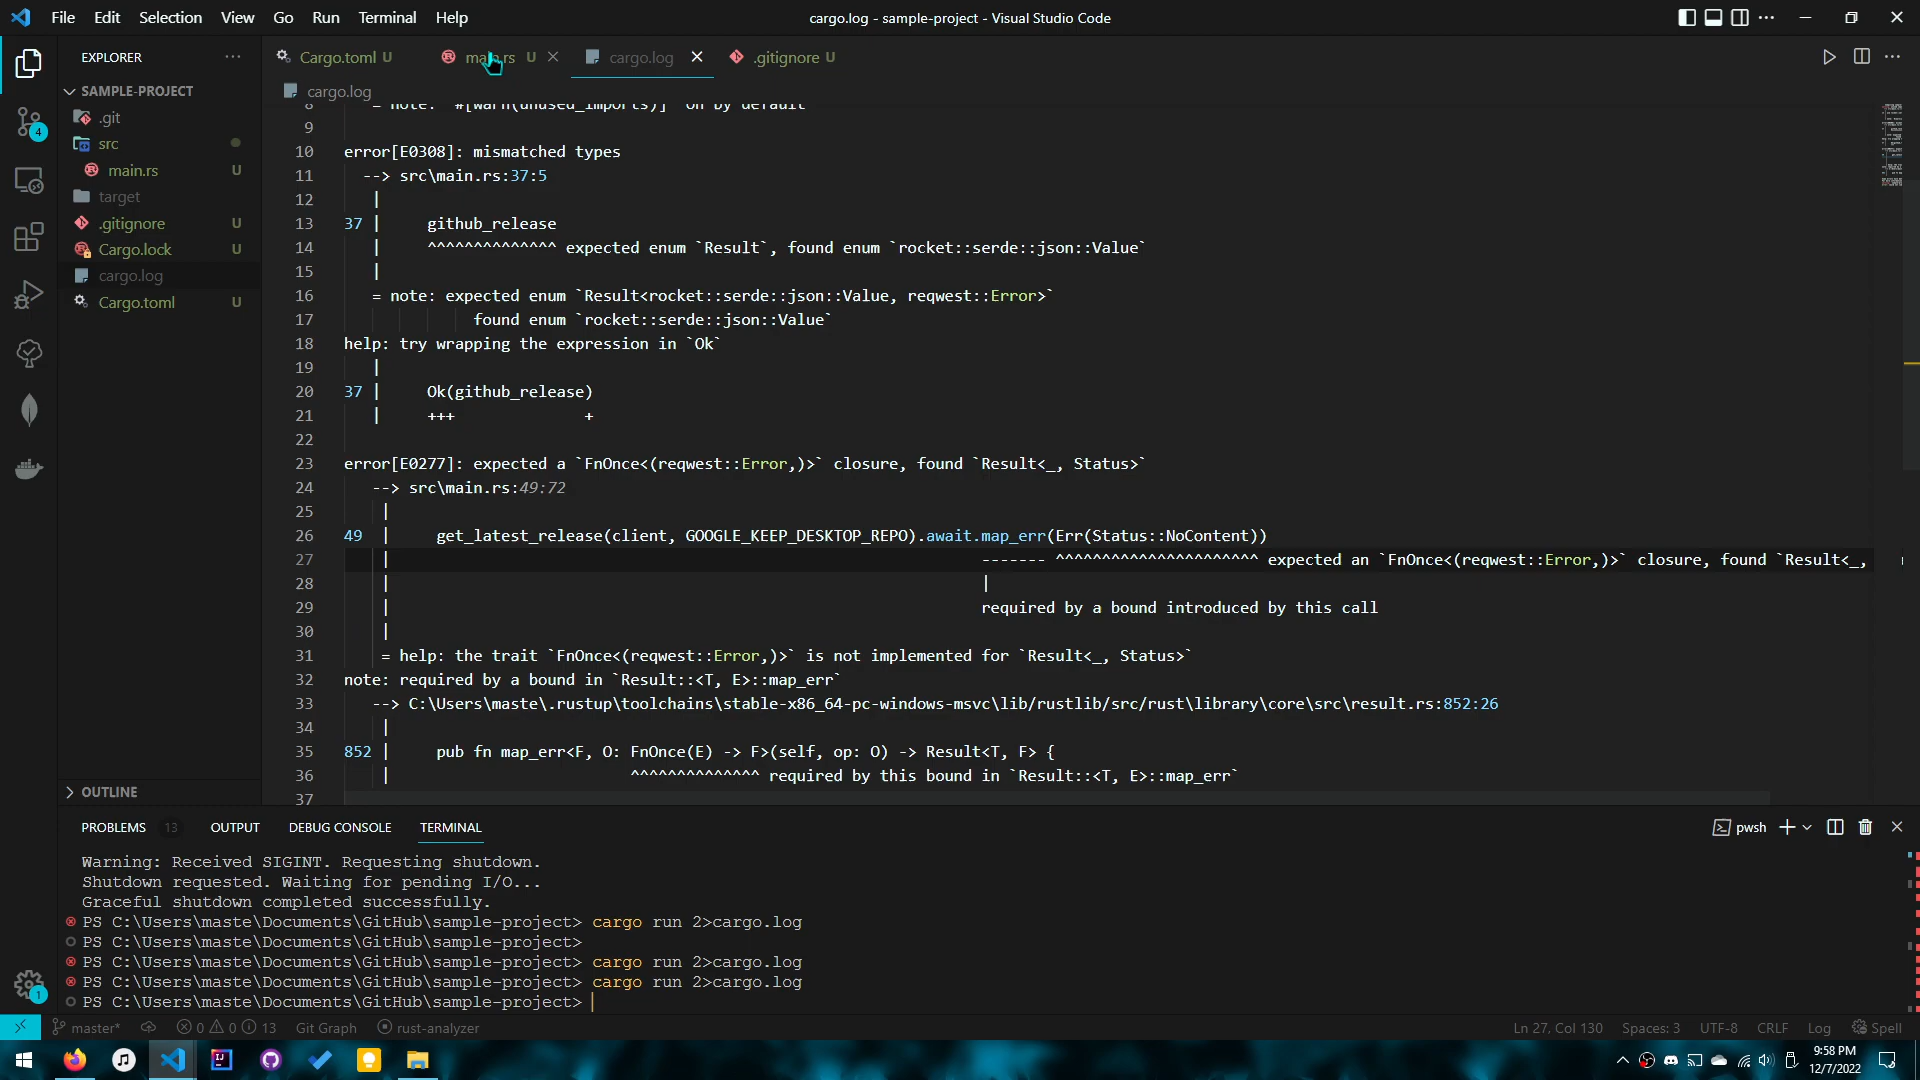 File Edit Selection View Go Run Terminal Help
cargo.log - sample-project - Visual Studio Code
EXPLORER
SAMPLE-PROJECT
.git
src
main.rs U
target
.gitignore U
Cargo.lock U
cargo.log
Cargo.toml U
OUTLINE
4
1
Cargo.toml U
main.rs U
cargo.log
.gitignore U
cargo.log
8 = note: `#[warn(unused_imports)]` on by default
9
10 error[E0308]: mismatched types
11 --> src\main.rs:37:5
12 |
13 37 | github_release
14 | ^^^^^^^^^^^^^^ expected enum `Result`, found enum `rocket::serde::json::Value`
15 |
16 = note: expected enum `Result<rocket::serde::json::Value, reqwest::Error>`
17 found enum `rocket::serde::json::Value`
18 help: try wrapping the expression in `Ok`
19 |
20 37 | Ok(github_release)
21 | +++ +
22
23 error[E0277]: expected a `FnOnce<(reqwest::Error,)>` closure, found `Result<_, Status>`
24 --> src\main.rs:49:72
25 |
26 49 | get_latest_release(client, GOOGLE_KEEP_DESKTOP_REPO).await.map_err(Err(Status::NoContent))
27 | ------- ^^^^^^^^^^^^^^^^^^^^^^ expected an `FnOnce<(reqwest::Error,)>` closure, found `Result<_,
28 | |
29 | required by a bound introduced by this call
30 |
31 = help: the trait `FnOnce<(reqwest::Error,)>` is not implemented for `Result<_, Status>`
32 note: required by a bound in `Result::<T, E>::map_err`
33 --> C:\Users\maste\.rustup\toolchains\stable-x86_64-pc-windows-msvc\lib/rustlib/src/rust\library\core\src\result.rs:852:26
34 |
35 852 | pub fn map_err<F, O: FnOnce(E) -> F>(self, op: O) -> Result<T, F> {
36 | ^^^^^^^^^^^^^^ required by this bound in `Result::<T, E>::map_err`
37
PROBLEMS 13 OUTPUT DEBUG CONSOLE TERMINAL
pwsh
Warning: Received SIGINT. Requesting shutdown.
Shutdown requested. Waiting for pending I/O...
Graceful shutdown completed successfully.
PS C:\Users\maste\Documents\GitHub\sample-project> cargo run 2>cargo.log
PS C:\Users\maste\Documents\GitHub\sample-project>
PS C:\Users\maste\Documents\GitHub\sample-project> cargo run 2>cargo.log
PS C:\Users\maste\Documents\GitHub\sample-project> cargo run 2>cargo.log
PS C:\Users\maste\Documents\GitHub\sample-project>
master* 0 0 13 Git Graph rust-analyzer
Ln 27, Col 130 Spaces: 3 UTF-8 CRLF Log Spell
9:58 PM
12/7/2022